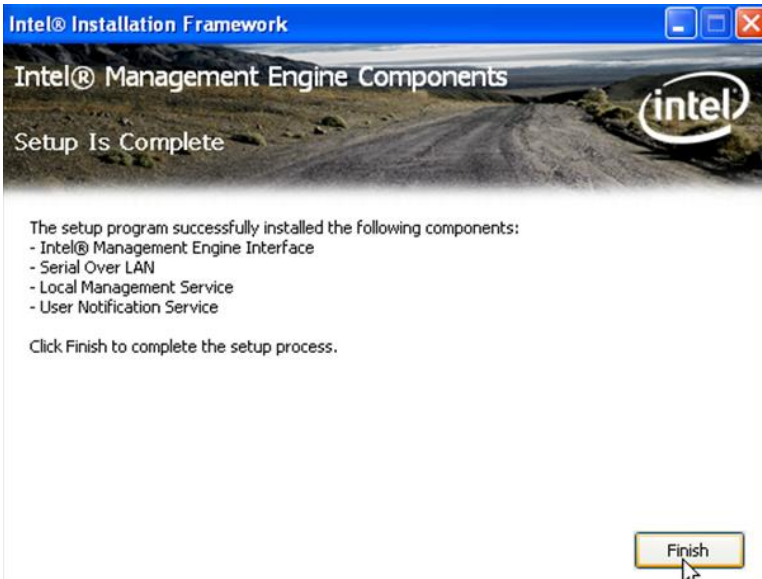 Intel® Installation Framework
Intel® Management Engine Components
intel
Setup Is Complete
The setup program successfully installed the following components:
- Intel® Management Engine Interface
- Serial Over LAN
- Local Management Service
- User Notification Service
Click Finish to complete the setup process.
Finish